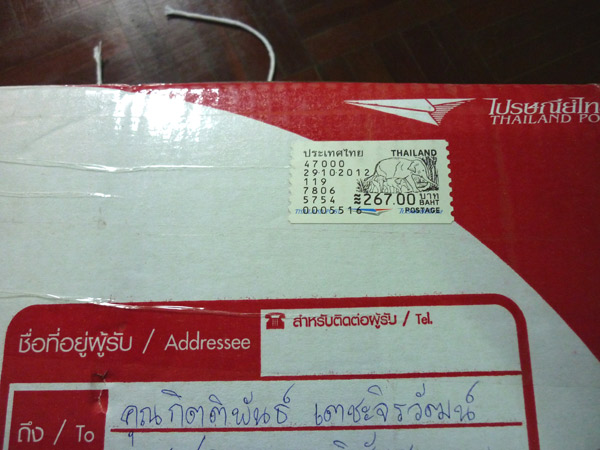 ไปรษณีย์ไท
THAILAND PO
ประเทศไทย THAILAND
47000
29102012
119
7806
5754 ≋267.00 บาท BAHT
0005516 POSTAGE
ชื่อที่อยู่ผู้รับ / Addressee
☎ สำหรับติดต่อผู้รับ / Tel.
ถึง / To คุณ กิตติพันธ์ เตชะจิรวัฒน์